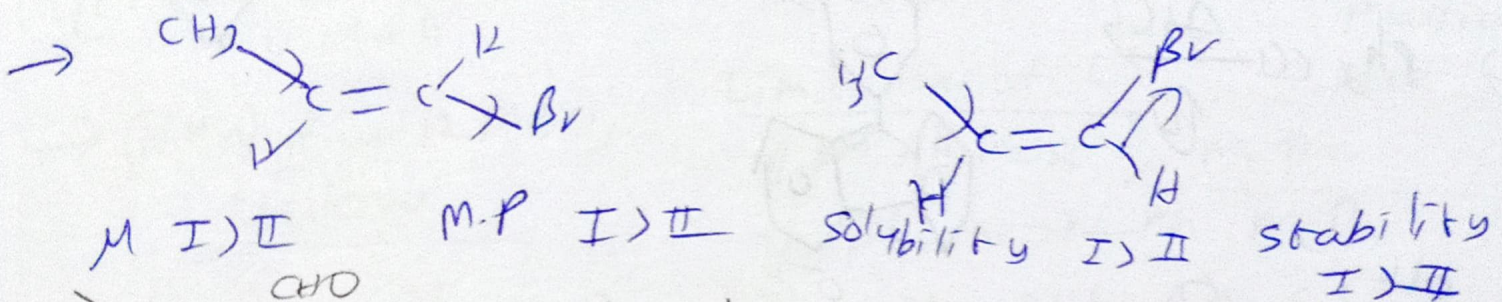 → CH3 H H3C Br
C = C C = C
H Br H H
μ I > II M.P I > II Solubility I > II stability
I > II
CHO